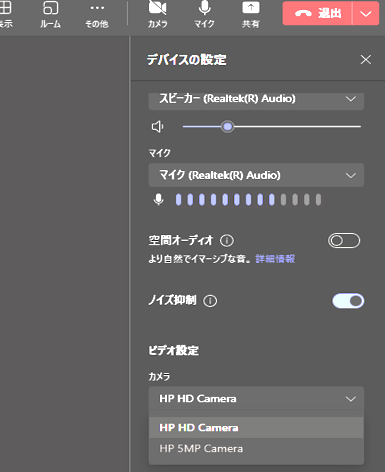 表示
ルーム
その他
カメラ
マイク
共有
退出
デバイスの設定
スピーカー (Realtek(R) Audio)
マイク
マイク (Realtek(R) Audio)
空間オーディオ
より自然でイマーシブな音。詳細情報
ノイズ抑制
ビデオ設定
カメラ
HP HD Camera
HP HD Camera
HP 5MP Camera